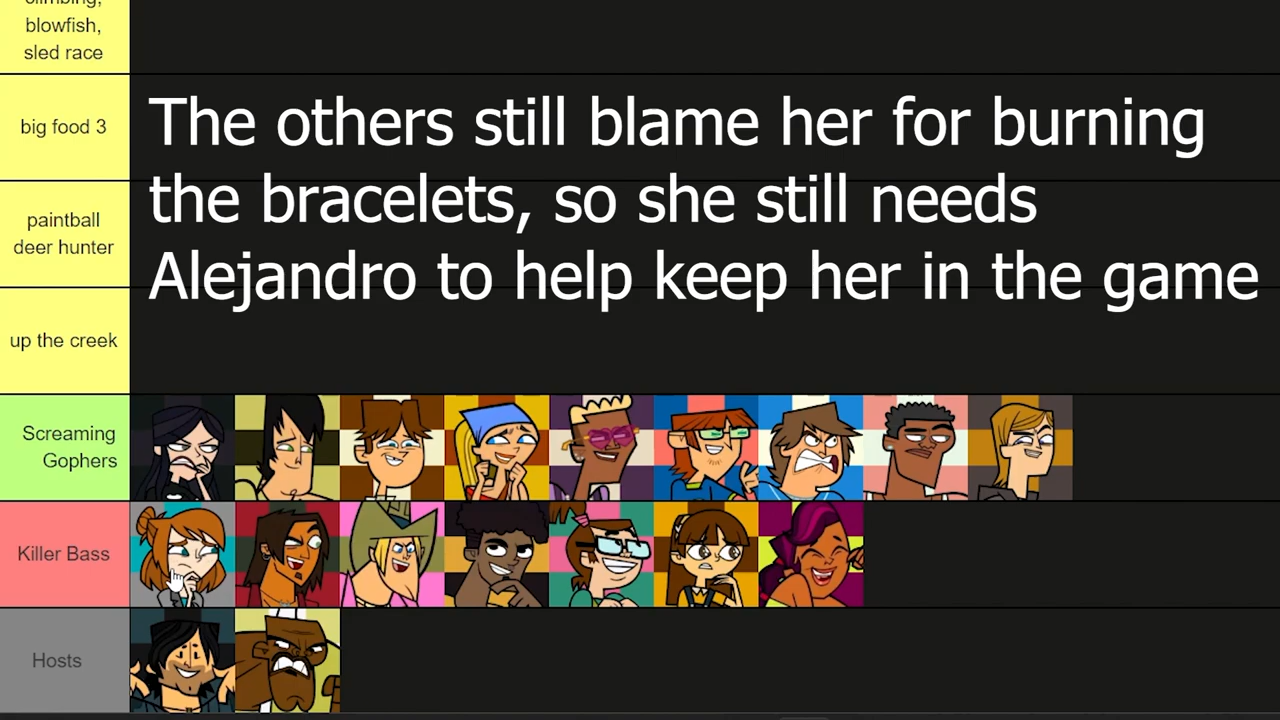 climbing,
blowfish,
sled race
big food 3
The others still blame her for burning
the bracelets, so she still needs
Alejandro to help keep her in the game
paintball
deer hunter
up the creek
Screaming
Gophers
Killer Bass
Hosts